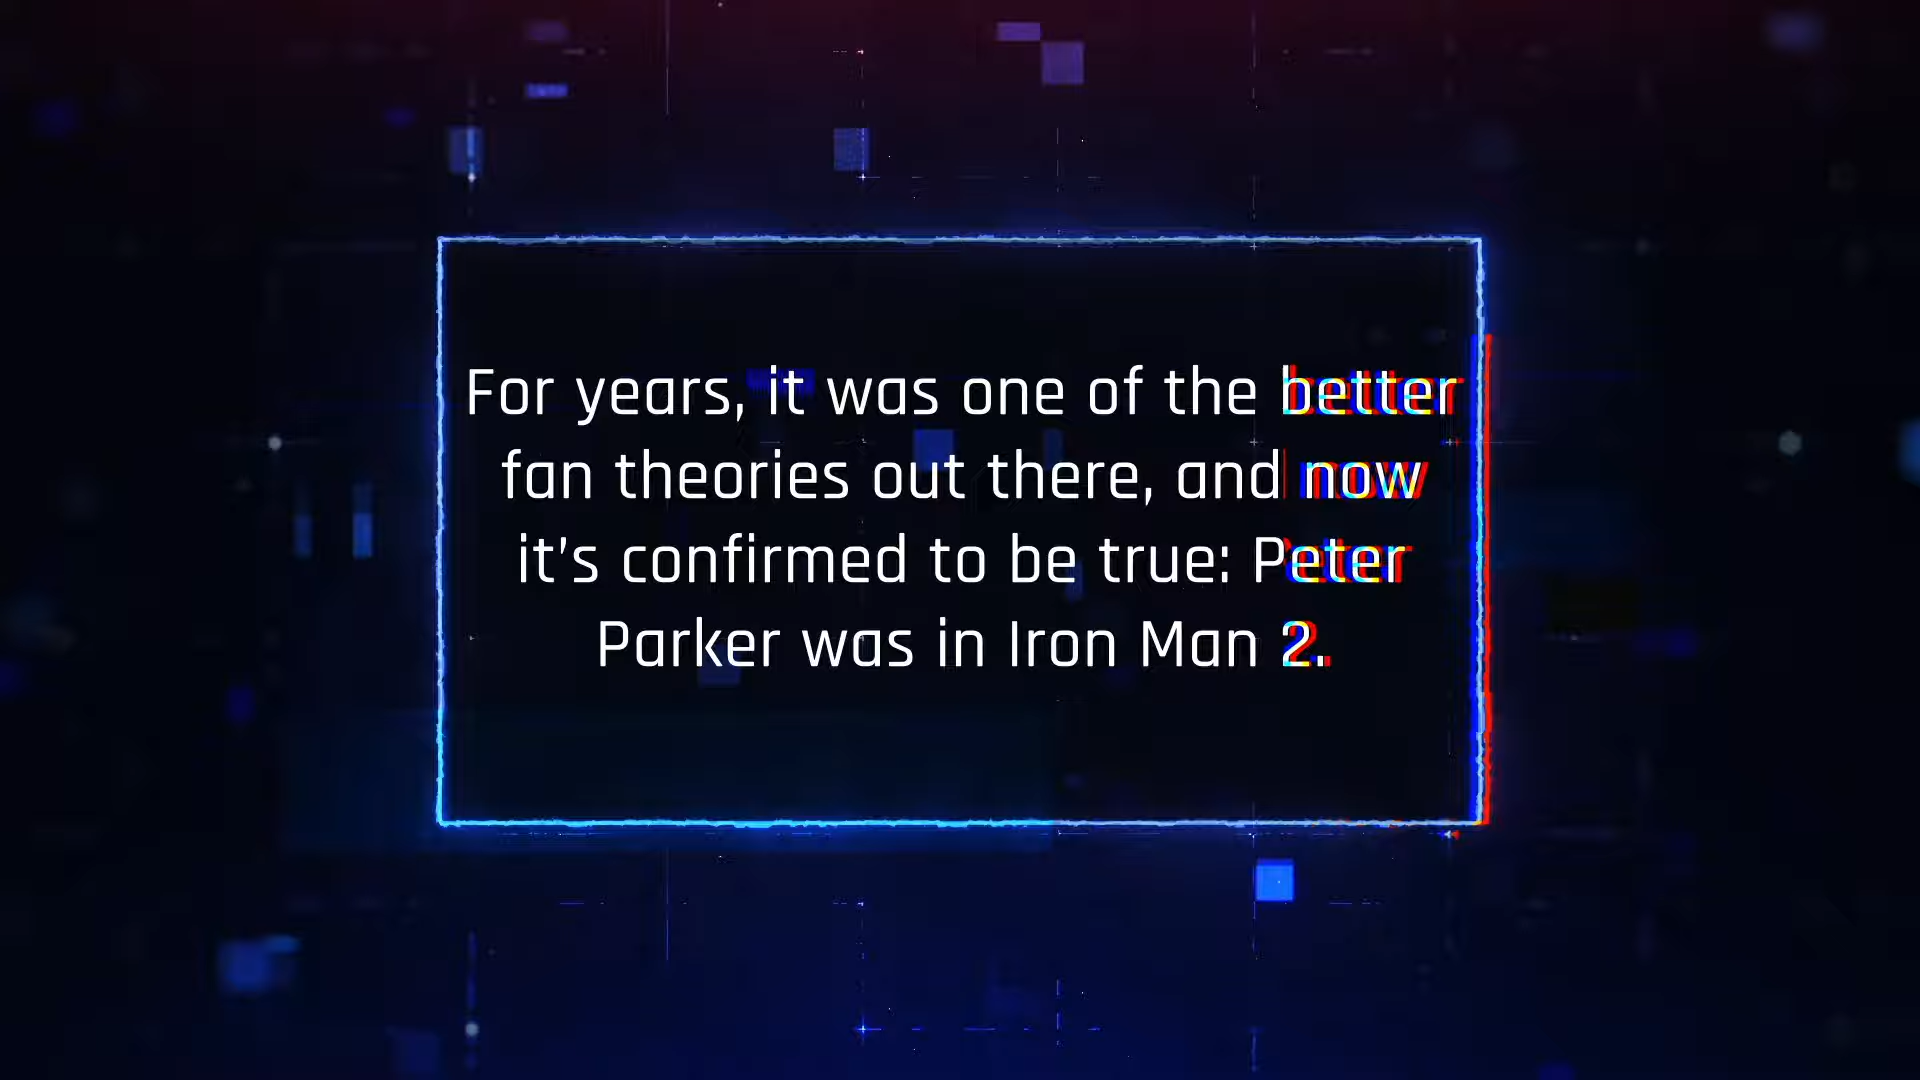 For years, it was one of the better
fan theories out there, and now
it's confirmed to be true: Peter
Parker was in Iron Man 2.